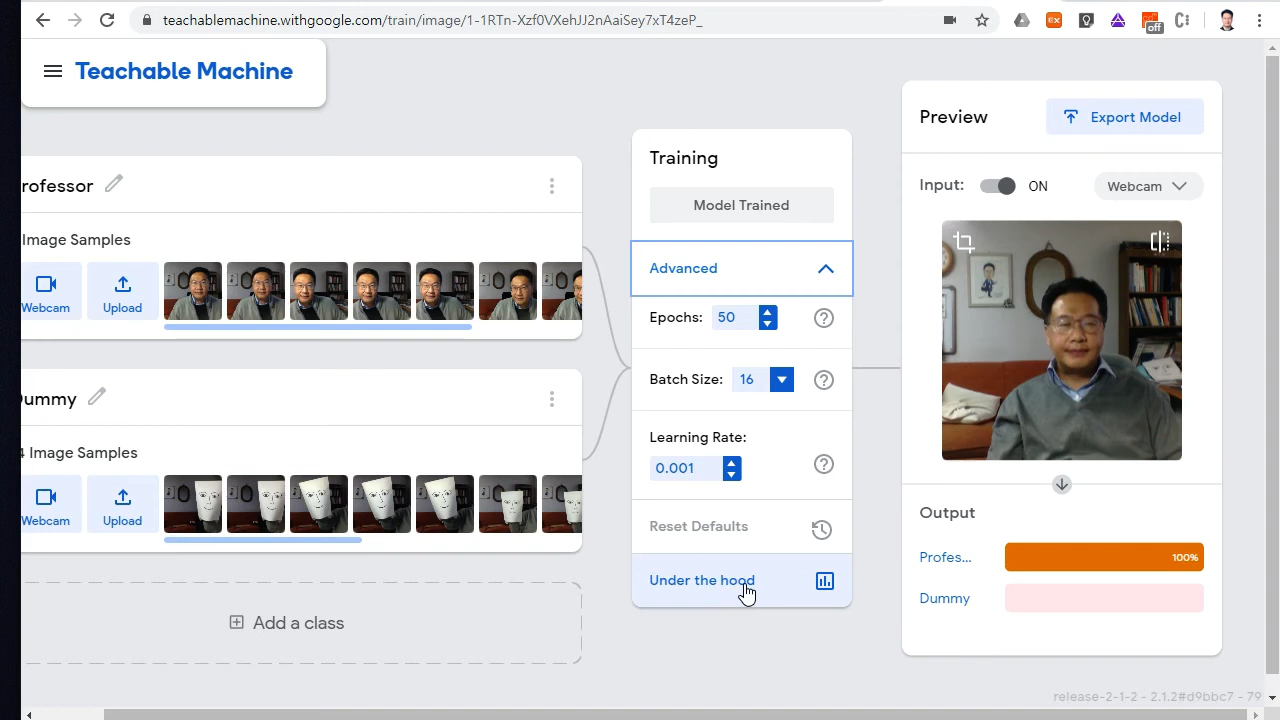 teachablemachine.withgoogle.com/train/image/1-1RTn-Xzf0VXehJJ2nAaiSey7xT4zeP_
off
Teachable Machine
rofessor
Image Samples
Webcam
Upload
Dummy
4 Image Samples
Webcam
Upload
Add a class
Training
Model Trained
Advanced
Epochs: 50
Batch Size: 16
Learning Rate:
0.001
Reset Defaults
Under the hood
Preview
Export Model
Input: ON Webcam
Output
Profes... 100%
Dummy
release-2-1-2 - 2.1.2#d9bbc7 - 79